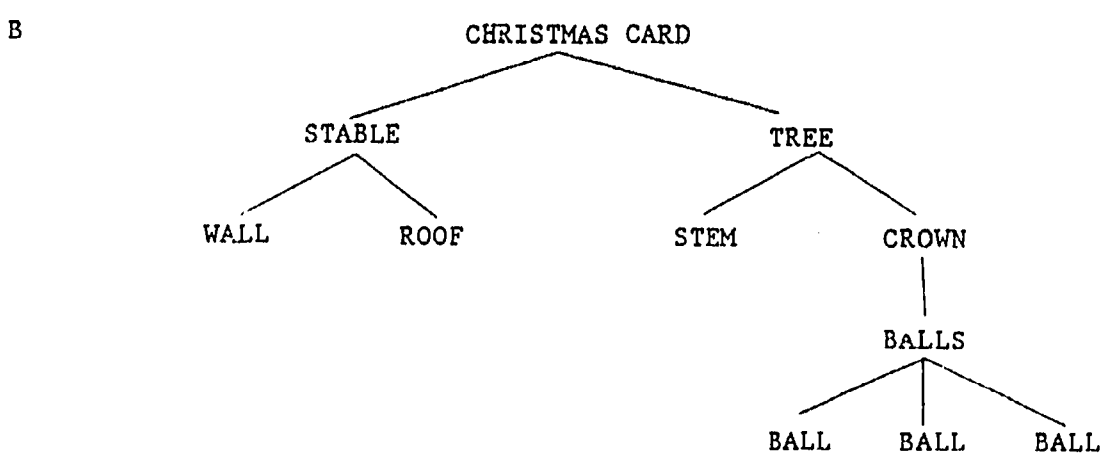 B
CHRISTMAS CARD
STABLE TREE
WALL ROOF STEM CROWN
BALLS
BALL BALL BALL